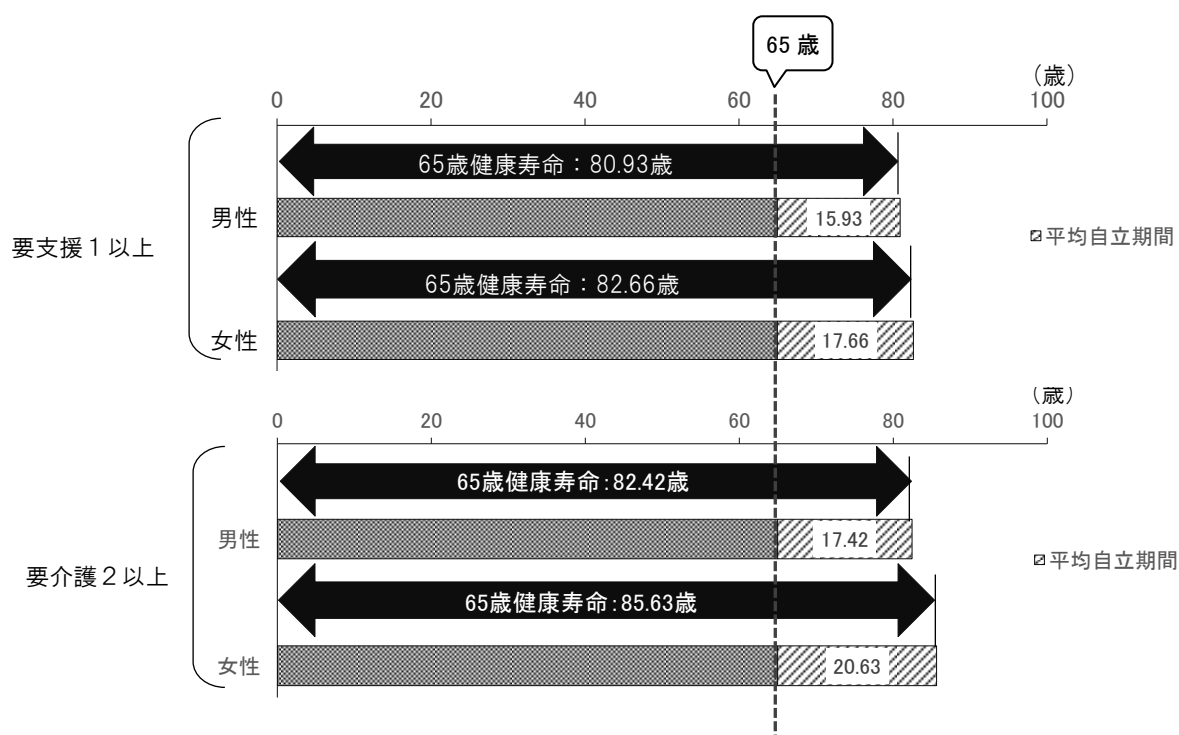 65 歳
（歳）
0 20 40 60 80 100
65歳健康寿命：80.93歳
男性 15.93
要支援１以上
平均自立期間
65歳健康寿命：82.66歳
女性 17.66
（歳）
0 20 40 60 80 100
65歳健康寿命：82.42歳
男性 17.42
要介護２以上
平均自立期間
65歳健康寿命：85.63歳
女性 20.63